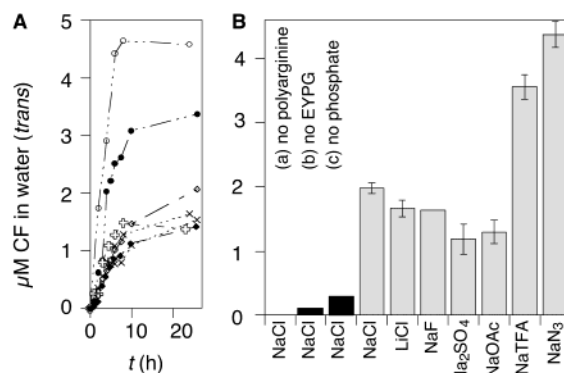 A
B
µM CF in water (trans)
5
4
3
2
1
0
0
10
20
t (h)
4
3
2
1
0
(a) no polyarginine
(b) no EYPG
(c) no phosphate
NaCl
NaCl
NaCl
NaCl
LiCl
NaF
Na₂SO4
NaOAc
NaTFA
NaN₃